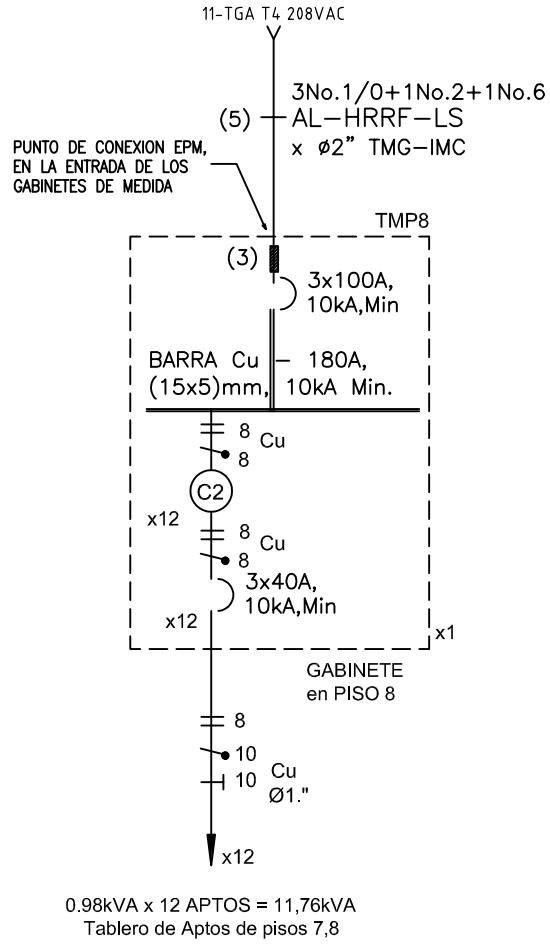 11-TGA T4 208VAC
3No.1/0+1No.2+1No.6
(5) AL-HRRF-LS
x ø2" TMG-IMC
PUNTO DE CONEXION EPM,
EN LA ENTRADA DE LOS
GABINETES DE MEDIDA
TMP8
(3)
3x100A,
10kA,Min
BARRA Cu 180A,
(15x5)mm, 10kA Min.
8 Cu
8
C2
x12
8 Cu
8
3x40A,
10kA,Min
x12
x1
GABINETE
en PISO 8
8
10 Cu
10 Ø1."
x12
0.98kVA x 12 APTOS = 11,76kVA
Tablero de Aptos de pisos 7,8